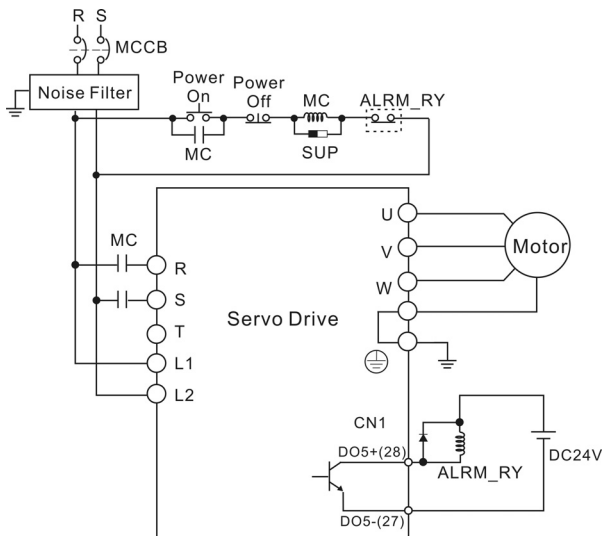 R S
MCCB
Noise Filter
Power
On
Power
Off
MC
ALRM_RY
MC
SUP
MC
R
S
T
L1
L2
Servo Drive
U
V
W
Motor
CN1
DO5+(28)
DO5-(27)
ALRM_RY
DC24V